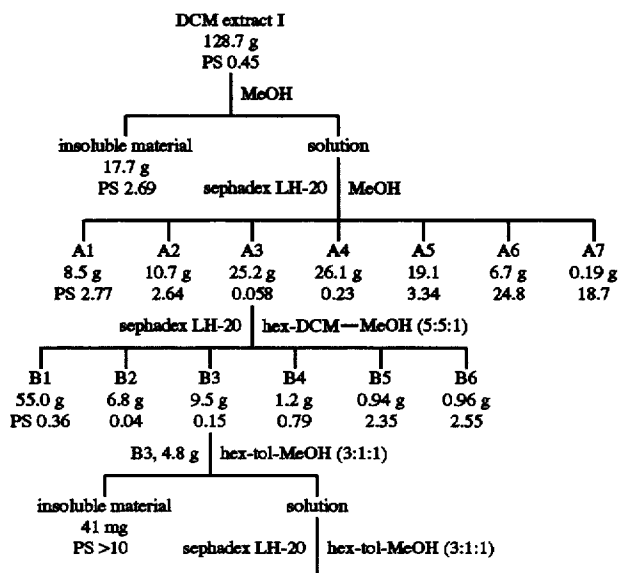 DCM extract I
128.7 g
PS 0.45
MeOH
insoluble material solution
17.7 g
PS 2.69 sephadex LH-20 MeOH
A1 A2 A3 A4 A5 A6 A7
8.5 g 10.7 g 25.2 g 26.1 g 19.1 6.7 g 0.19 g
PS 2.77 2.64 0.058 0.23 3.34 24.8 18.7
sephadex LH-20 hex-DCM—MeOH (5:5:1)
B1 B2 B3 B4 B5 B6
55.0 g 6.8 g 9.5 g 1.2 g 0.94 g 0.96 g
PS 0.36 0.04 0.15 0.79 2.35 2.55
B3, 4.8 g hex-tol-MeOH (3:1:1)
insoluble material solution
41 mg
PS >10 sephadex LH-20 hex-tol-MeOH (3:1:1)